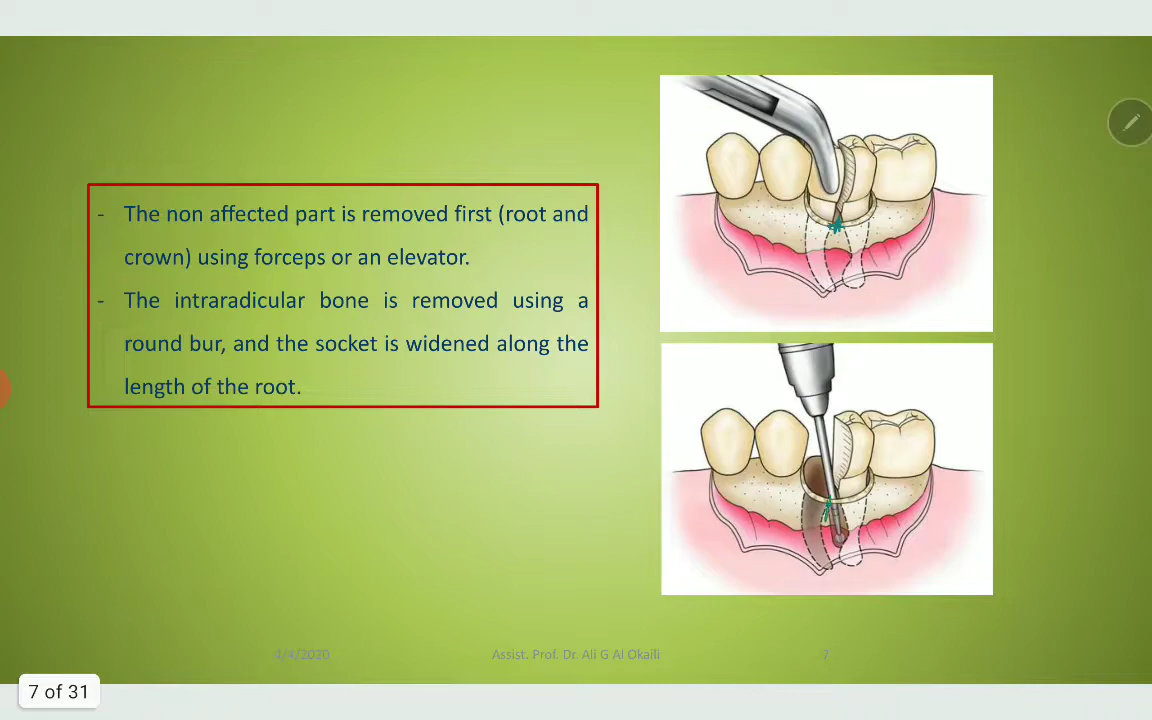 - The non affected part is removed first (root and
crown) using forceps or an elevator.
- The intraradicular bone is removed using a
round bur, and the socket is widened along the
length of the root.
1/4/2020 Assist. Prof. Dr. Ali G Al Okaili 7
7 of 31